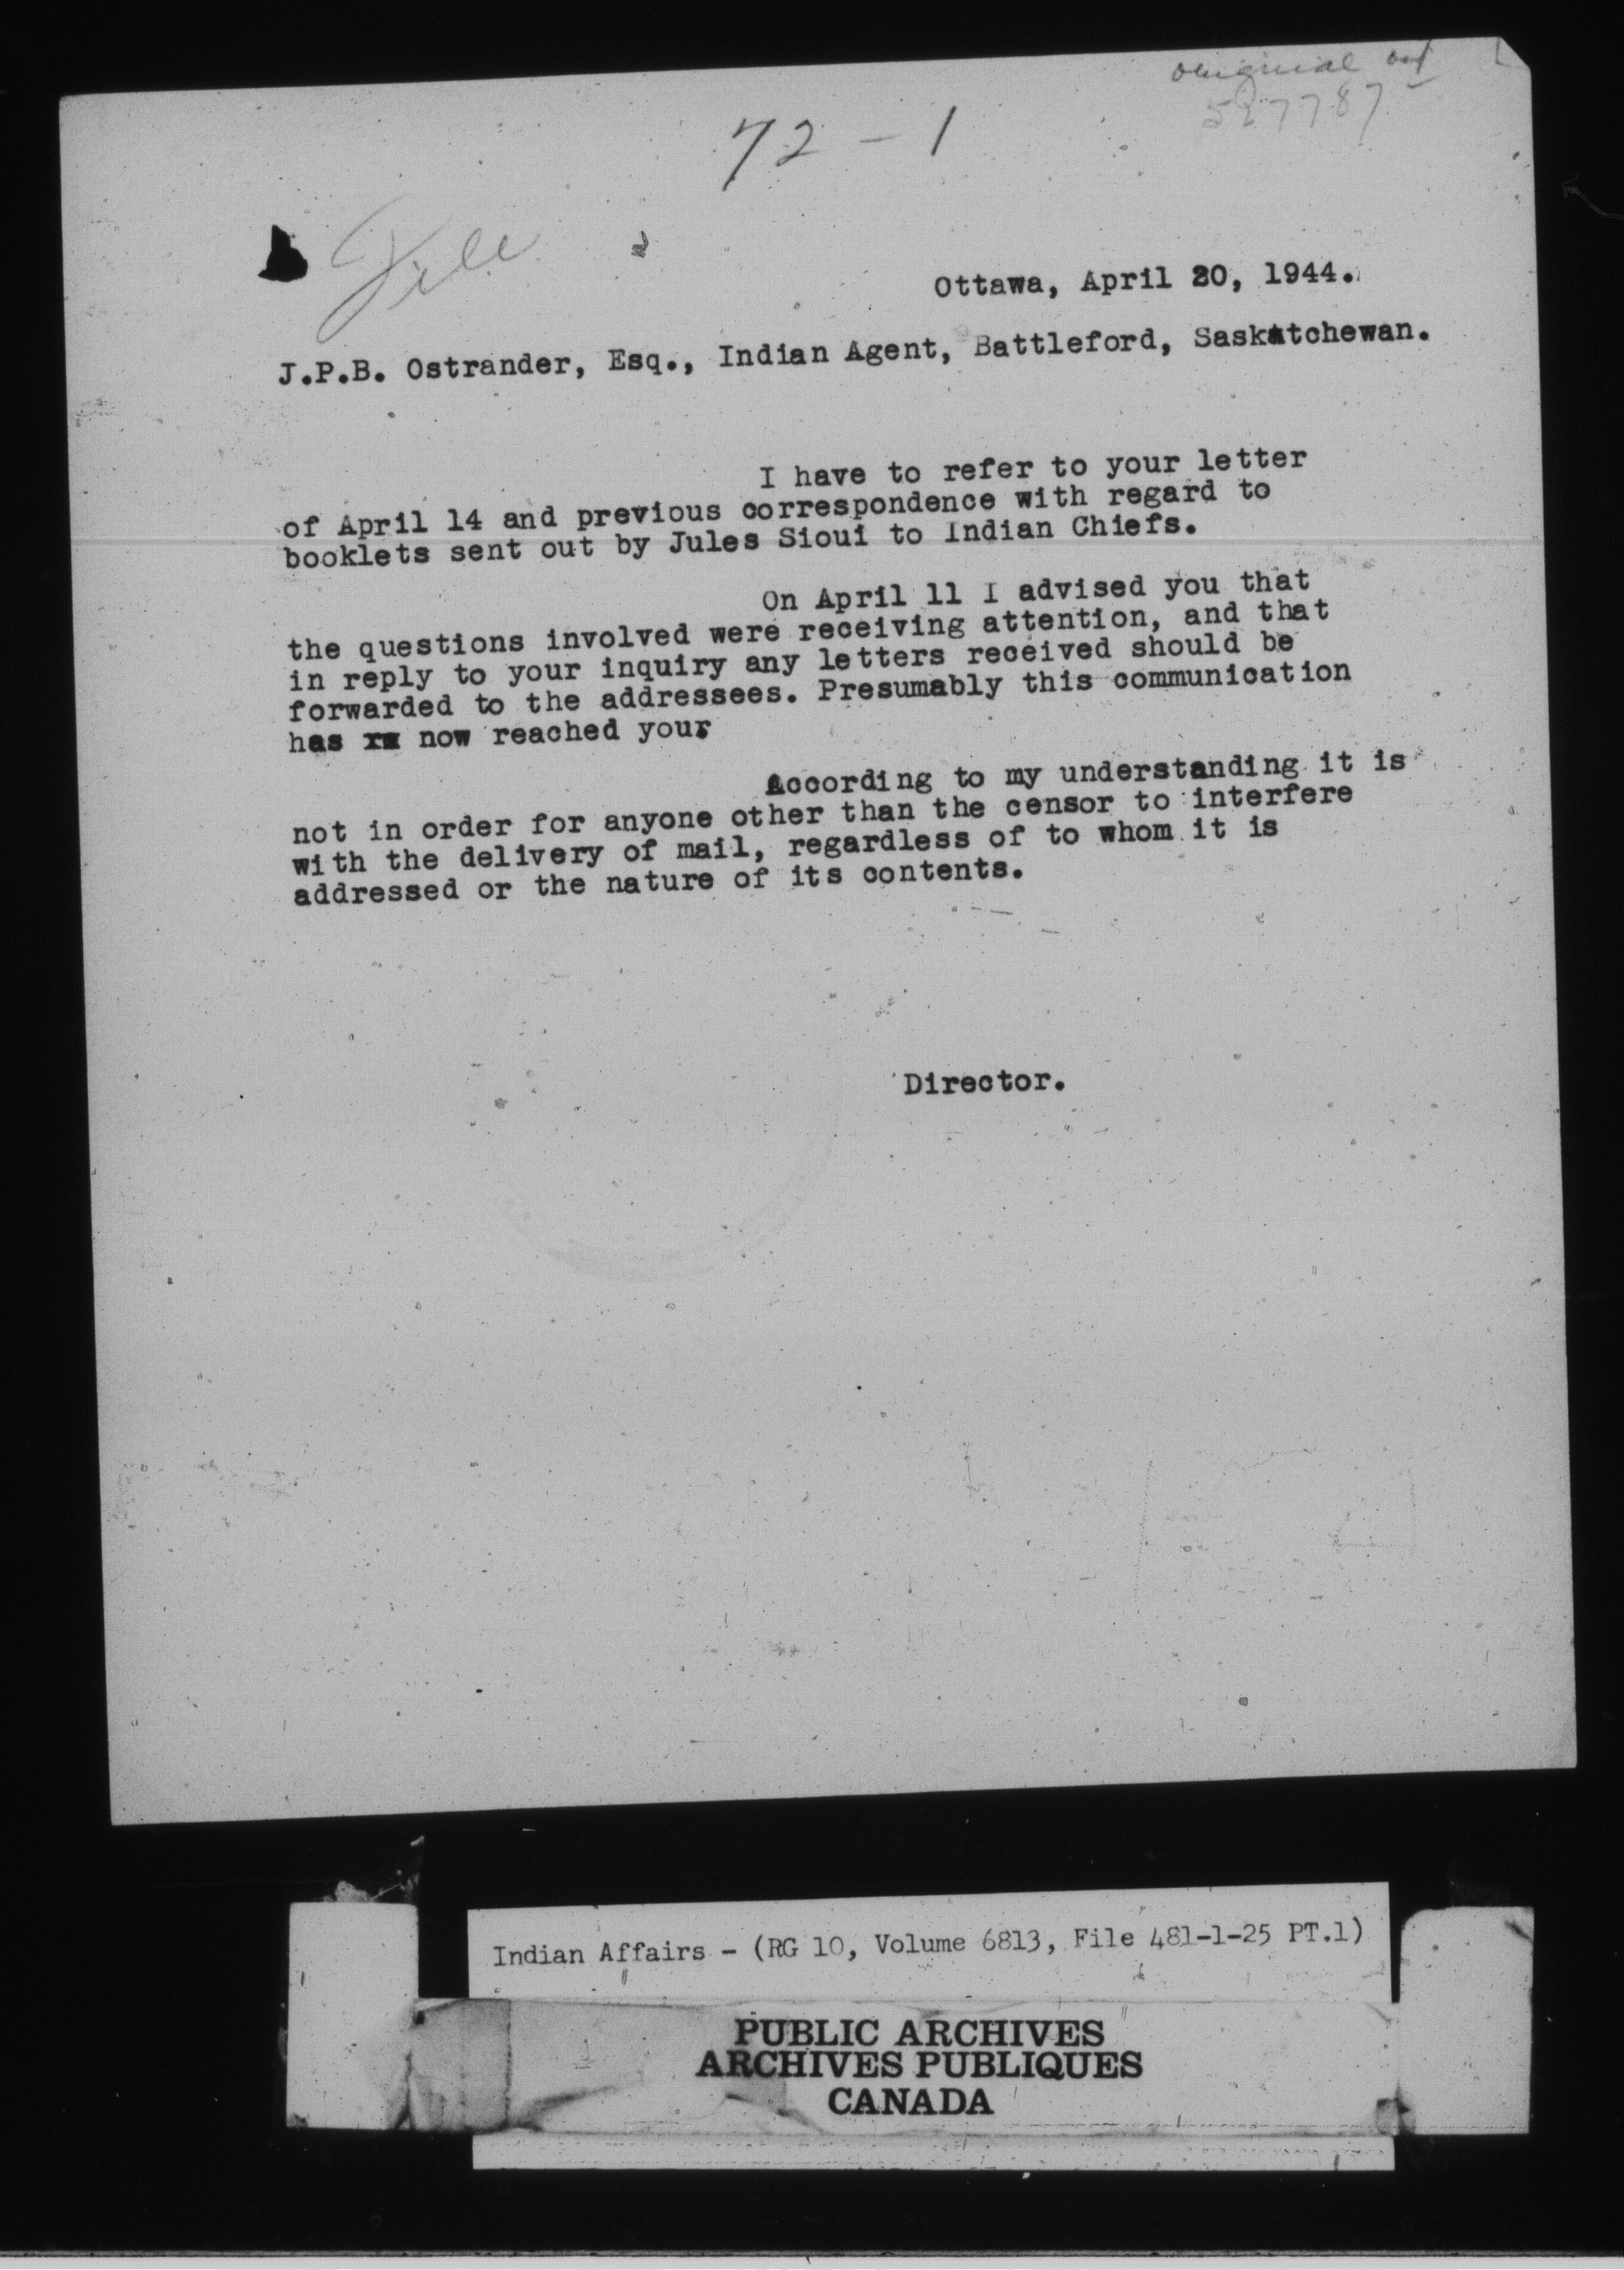 Original on
527787
72-1
File
Ottawa, April 20, 1944.
J.P.B. Ostrander, Esq., Indian Agent, Battleford, Saskatchewan.
I have to refer to your letter
of April 14 and previous correspondence with regard to
booklets sent out by Jules Sioui to Indian Chiefs.
On April 11 I advised you that
the questions involved were receiving attention, and that
in reply to your inquiry any letters received should be
forwarded to the addressees. Presumably this communication
has now reached your
According to my understanding it is
not in order for anyone other than the censor to interfere
with the delivery of mail, regardless of to whom it is
addressed or the nature of its contents.
Director.
Indian Affairs - (RG 10, Volume 6813, File 481-1-25 PT.1)
PUBLIC ARCHIVES
ARCHIVES PUBLIQUES
CANADA